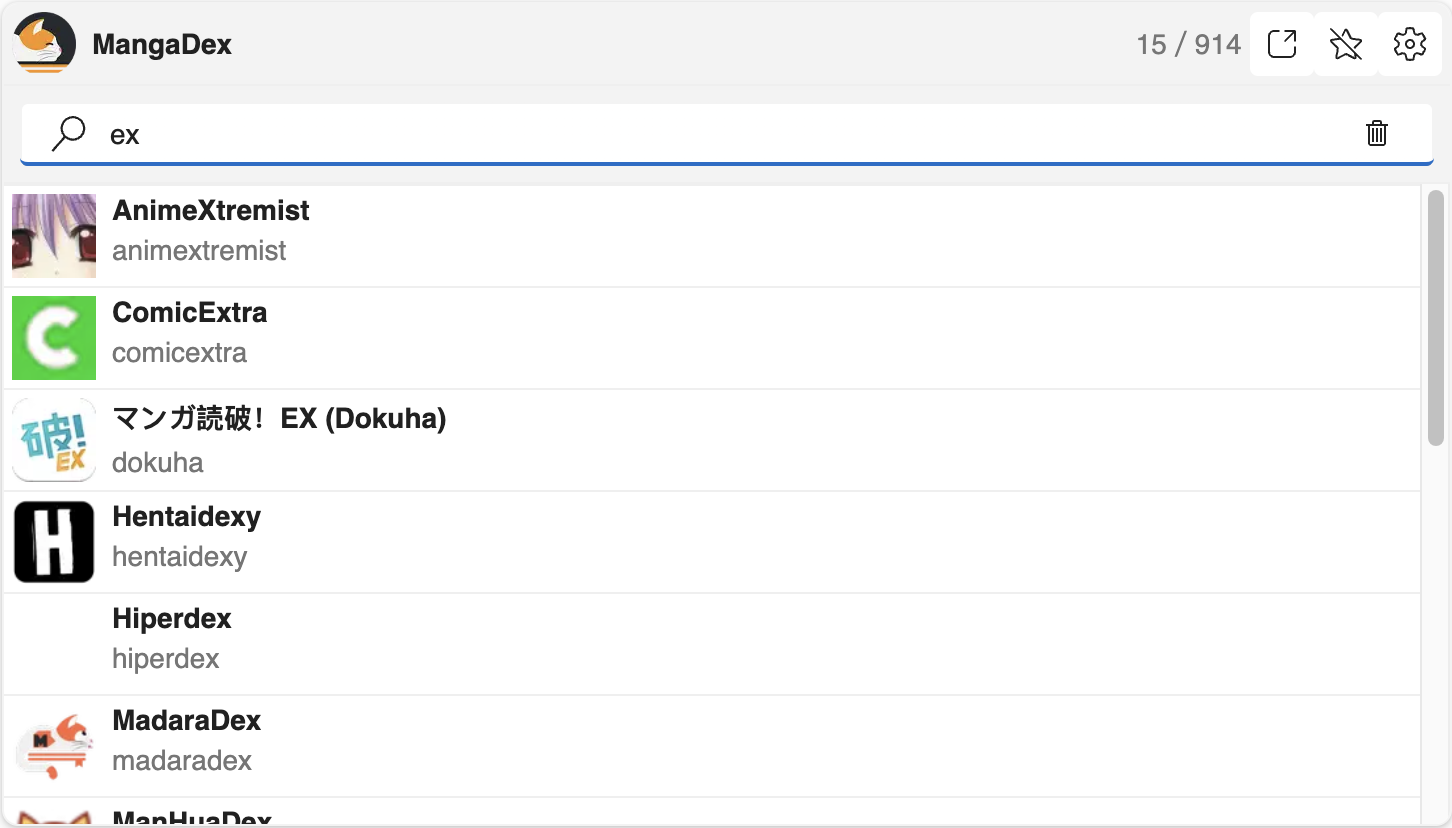 MangaDex
15 / 914
ex
AnimeXtremist
animextremist
C
ComicExtra
comicextra
破!
EX
マンガ読破！EX (Dokuha)
dokuha
H
Hentaidexy
hentaidexy
Hiperdex
hiperdex
M
MadaraDex
madaradex
ManHuaDex